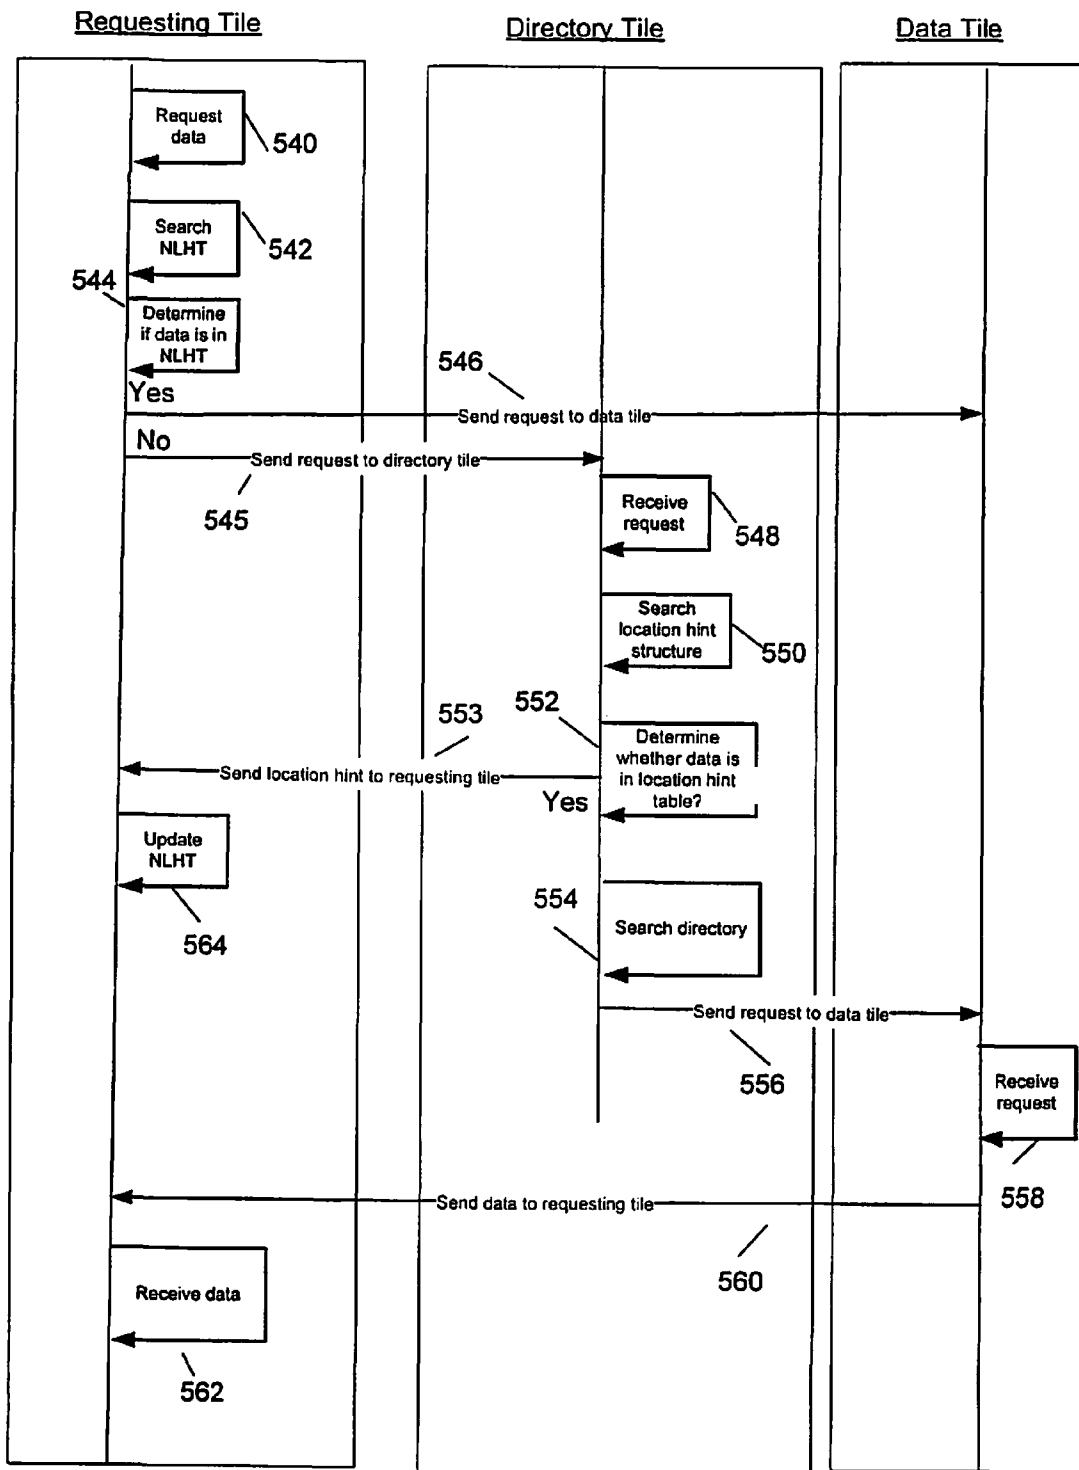 Requesting Tile
Directory Tile
Data Tile
Request
data
540
Search
NLHT
542
544
Determine
if data is in
NLHT
546
Yes
Send request to data tile
No
Send request to directory tile
545
Receive
request
548
Search
location hint
structure
550
552
553
Determine
whether data is
in location hint
table?
Send location hint to requesting tile
Yes
Update
NLHT
564
554
Search directory
Send request to data tile
556
Receive
request
558
Send data to requesting tile
560
Receive data
562